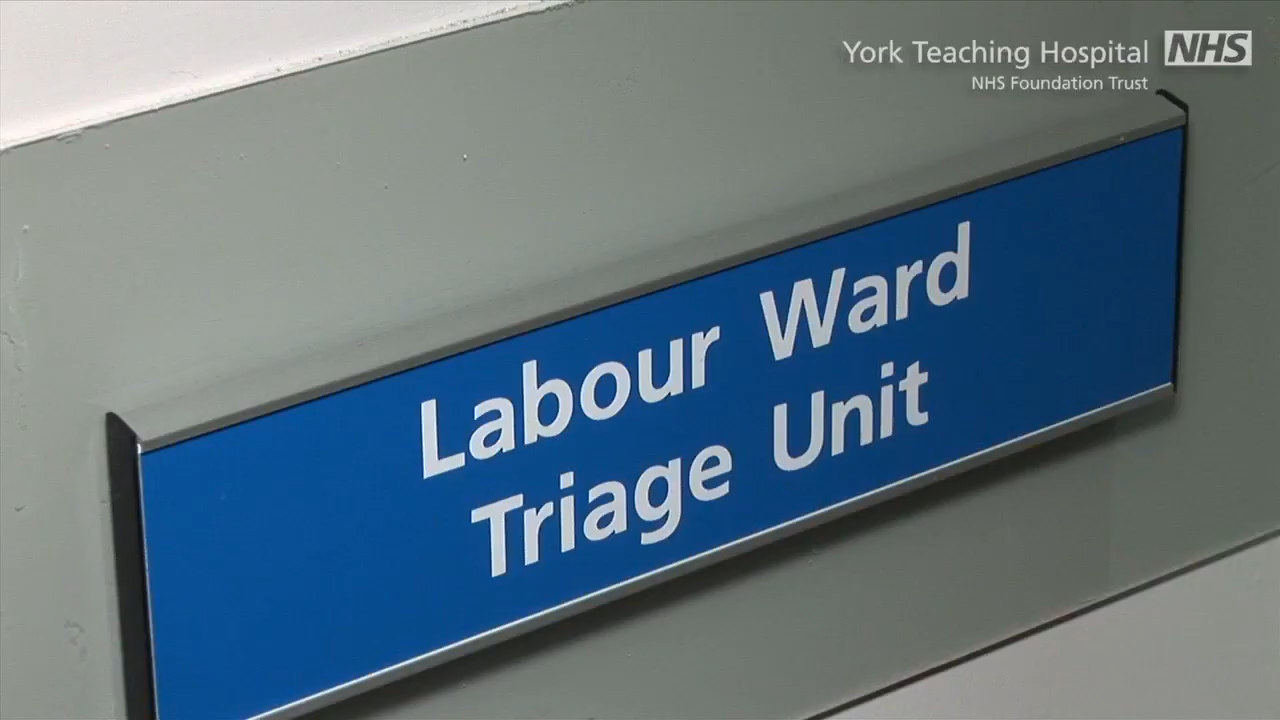 York Teaching Hospital NHS
NHS Foundation Trust
Labour Ward
Triage Unit